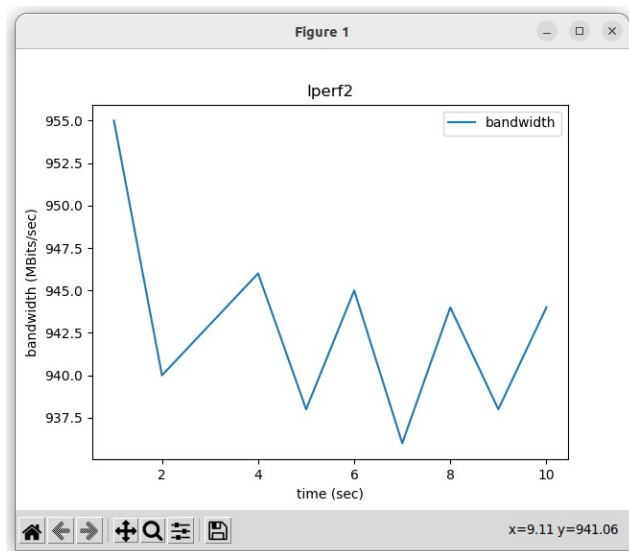 Figure 1
Iperf2
bandwidth
955.0
952.5
950.0
947.5
945.0
942.5
940.0
937.5
bandwidth (MBits/sec)
2 4 6 8 10
time (sec)
x=9.11 y=941.06